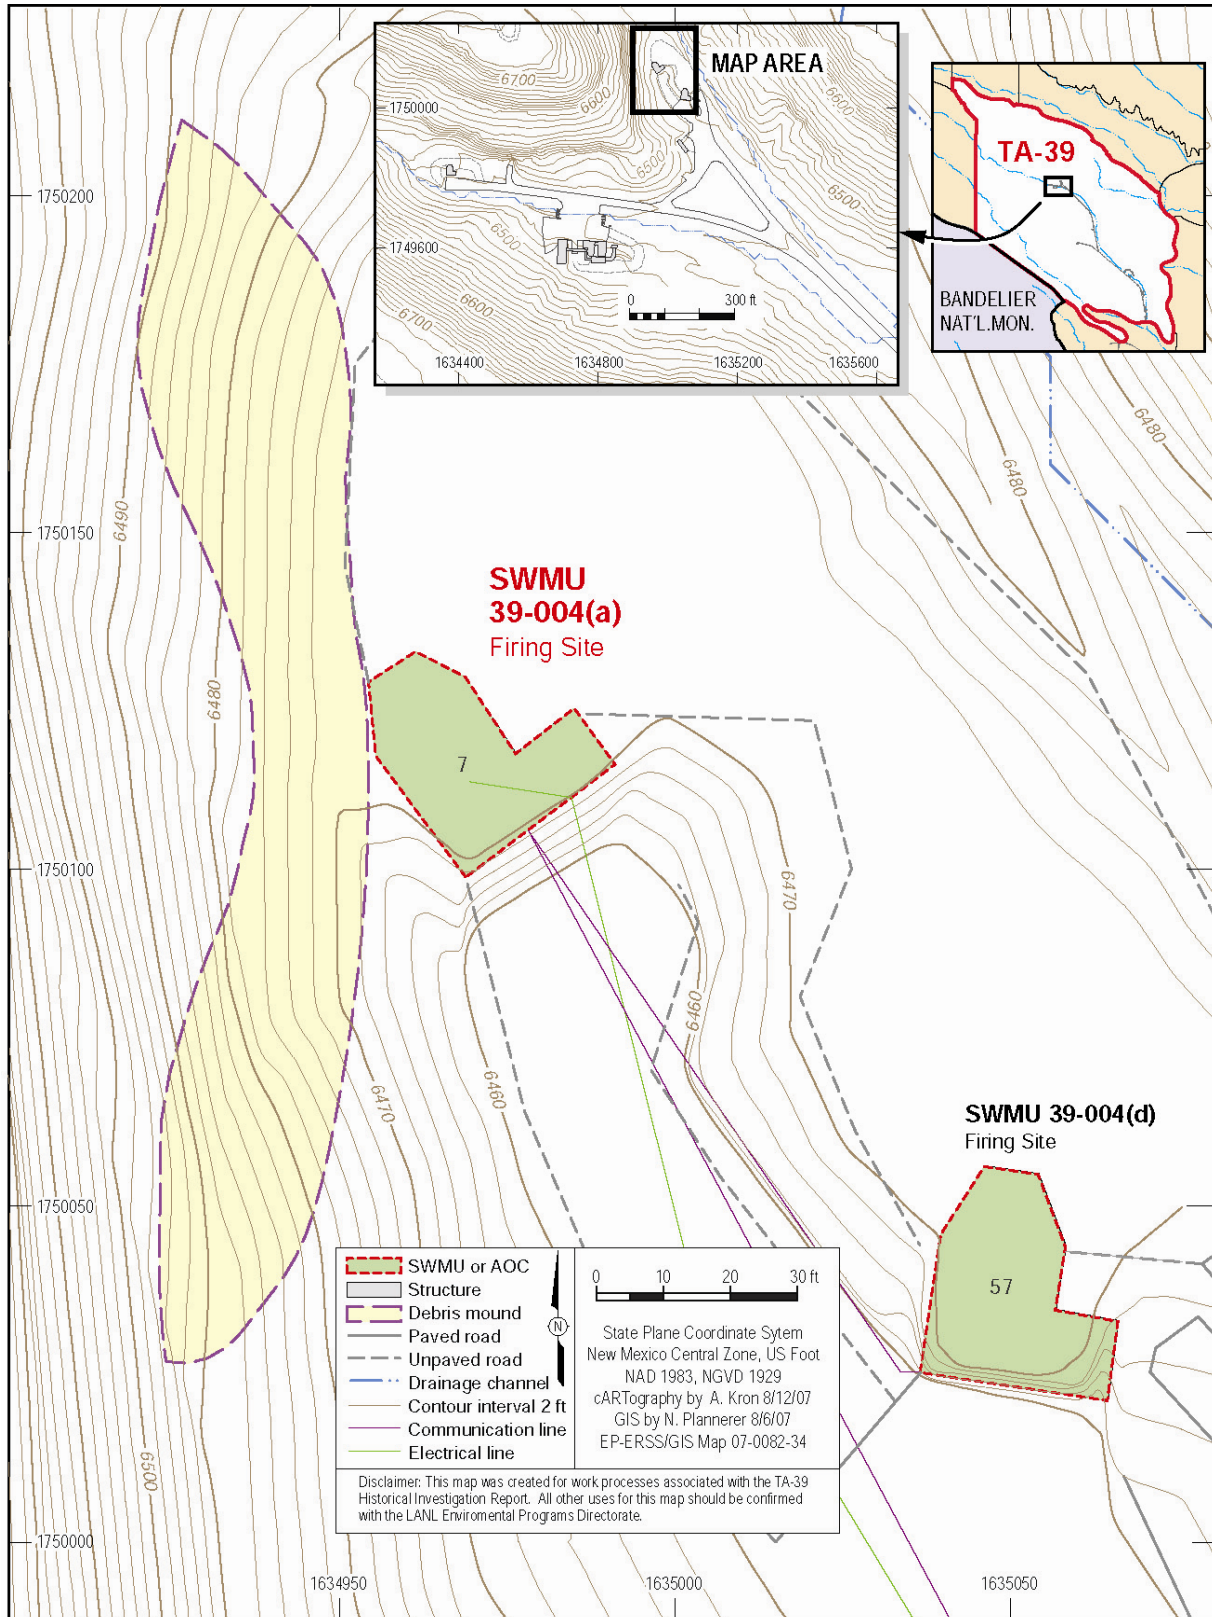 MAP AREA
6700
6600
6600
1750000
6500
6500
1749600
6500
6600
6700
0 300 ft
1634400 1634800 1635200 1635600
TA-39
BANDELIER
NAT'L.MON.
1750200
6480
6480
6490
1750150
SWMU
39-004(a)
Firing Site
6480
7
1750100
6470
6460
6470
6460
SWMU 39-004(d)
Firing Site
1750050
57
SWMU or AOC
Structure
Debris mound
Paved road
Unpaved road
Drainage channel
Contour interval 2 ft
Communication line
Electrical line
N
0 10 20 30 ft
State Plane Coordinate Sytem
New Mexico Central Zone, US Foot
NAD 1983, NGVD 1929
cARTography by A. Kron 8/12/07
GIS by N. Plannerer 8/6/07
EP-ERSS/GIS Map 07-0082-34
Disclaimer: This map was created for work processes associated with the TA-39
Historical Investigation Report. All other uses for this map should be confirmed
with the LANL Enviromental Programs Directorate.
6500
1750000
1634950 1635000 1635050